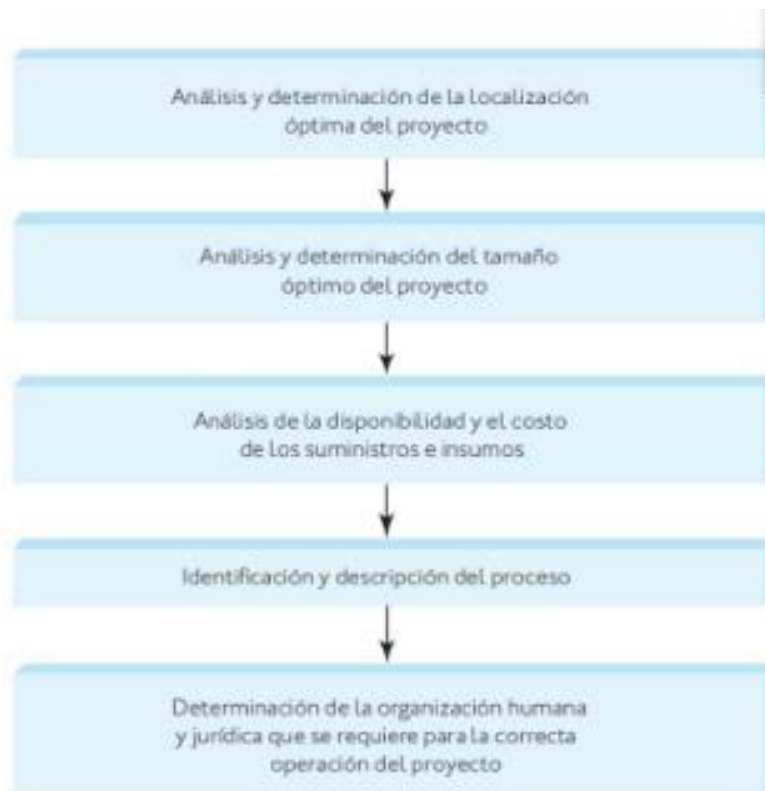 Análisis y determinación de la localización
óptima del proyecto
Análisis y determinación del tamaño
óptimo del proyecto
Análisis de la disponibilidad y el costo
de los suministros e insumos
Identificación y descripción del proceso
Determinación de la organización humana
y jurídica que se requiere para la correcta
operación del proyecto